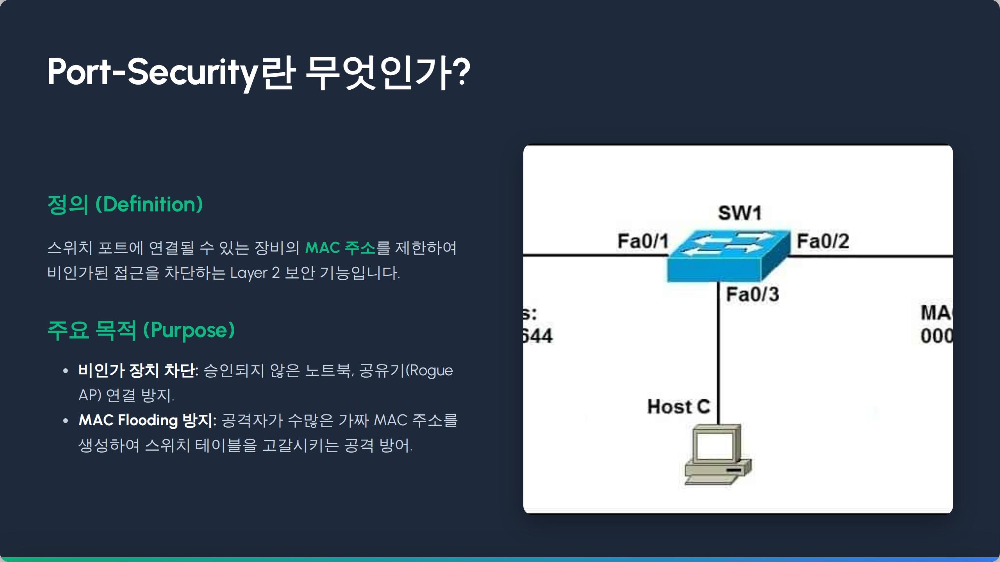 Port-Security란 무엇인가?
정의 (Definition)
스위치 포트에 연결될 수 있는 장비의 MAC 주소를 제한하여
비인가된 접근을 차단하는 Layer 2 보안 기능입니다.
주요 목적 (Purpose)
• 비인가 장치 차단: 승인되지 않은 노트북, 공유기(Rogue
AP) 연결 방지.
• MAC Flooding 방지: 공격자가 수많은 가짜 MAC 주소를
생성하여 스위치 테이블을 고갈시키는 공격 방어.
SW1
Fa0/1
Fa0/2
Fa0/3
s:
644
MA
000
Host C